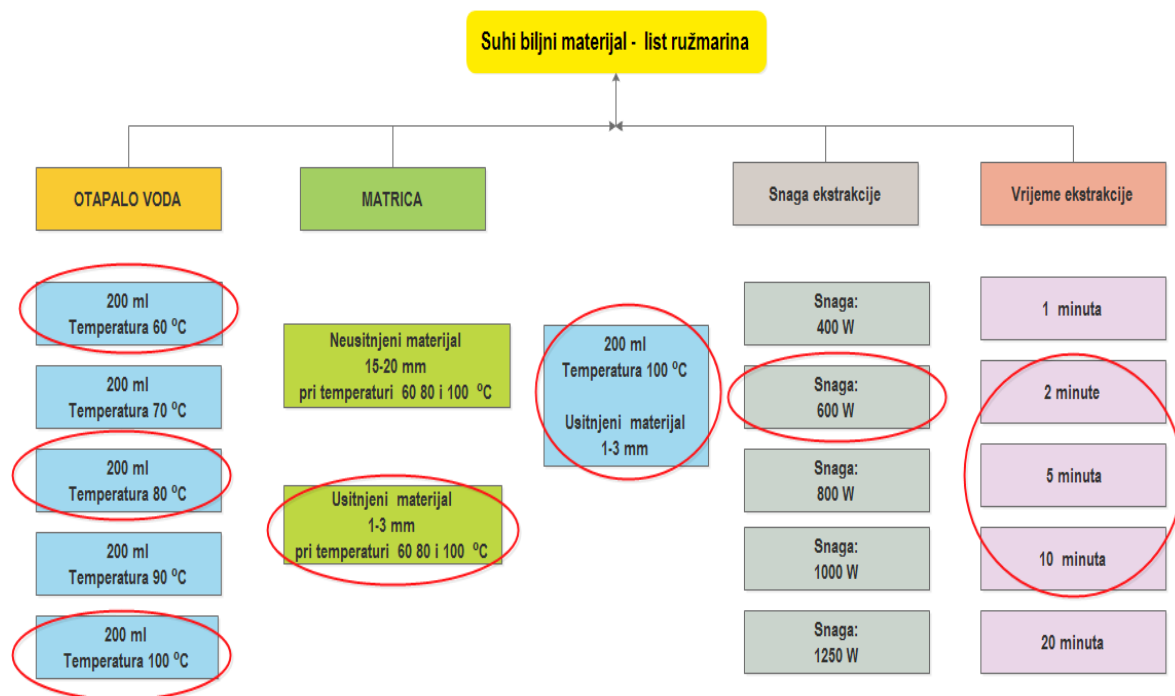 Suhi biljni materijal - list ružmarina
OTAPALO VODA
200 ml
Temperatura 60 °C
200 ml
Temperatura 70 °C
200 ml
Temperatura 80 °C
200 ml
Temperatura 90 °C
200 ml
Temperatura 100 °C
MATRICA
Neusitnjeni materijal
15-20 mm
pri temperaturi 60 80 i 100 °C
Usitnjeni materijal
1-3 mm
pri temperaturi 60 80 i 100 °C
200 ml
Temperatura 100 °C
Usitnjeni materijal
1-3 mm
Snaga ekstrakcije
Snaga:
400 W
Snaga:
600 W
Snaga:
800 W
Snaga:
1000 W
Snaga:
1250 W
Vrijeme ekstrakcije
1 minuta
2 minute
5 minuta
10 minuta
20 minuta